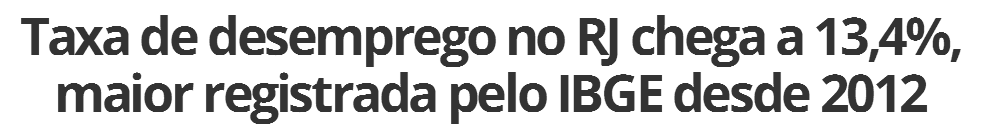 Taxa de desemprego no RJ chega a 13,4%,
maior registrada pelo IBGE desde 2012